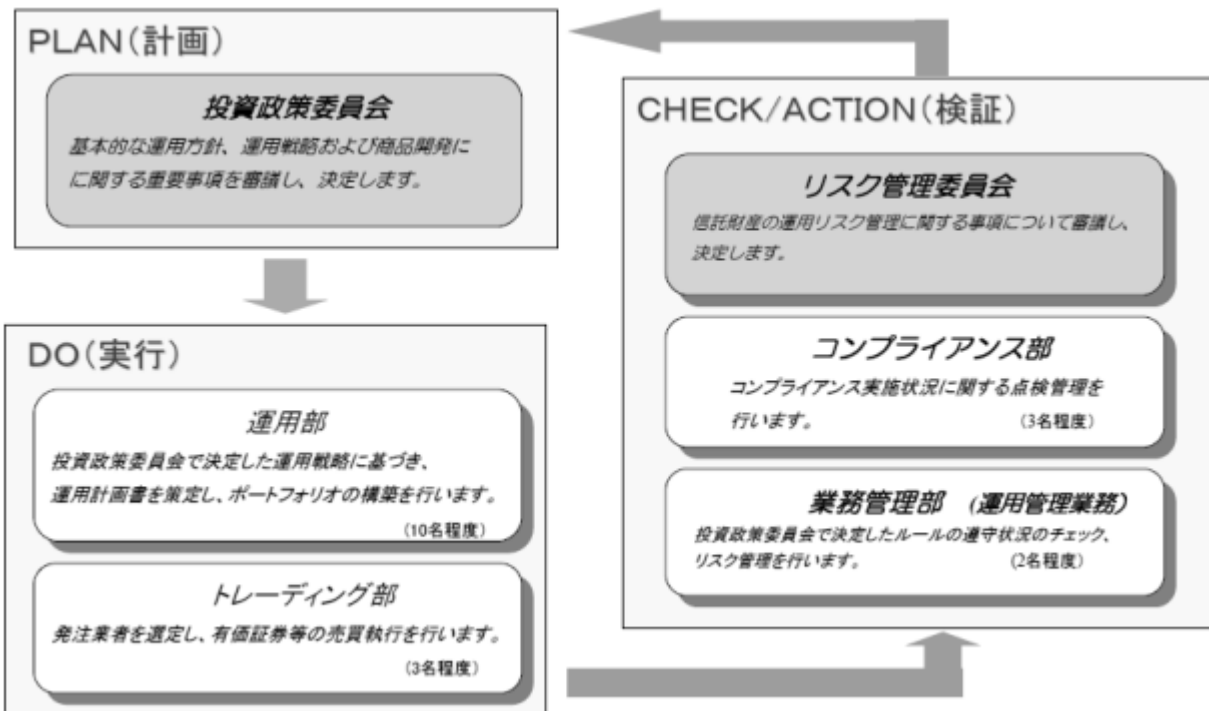 PLAN(計画)
投資政策委員会
基本的な運用方針、運用戦略および商品開発に
に関する重要事項を審議し、決定します。
DO(実行)
運用部
投資政策委員会で決定した運用戦略に基づき、
運用計画書を策定し、ポートフォリオの構築を行います。
(10名程度)
トレーディング部
発注業者を選定し、有価証券等の売買執行を行います。
(3名程度)
CHECK/ACTION(検証)
リスク管理委員会
信託財産の運用リスク管理に関する事項について審議し、
決定します。
コンプライアンス部
コンプライアンス実施状況に関する点検管理を
行います。 (3名程度)
業務管理部 (運用管理業務)
投資政策委員会で決定したルールの遵守状況のチェック、
リスク管理を行います。 (2名程度)